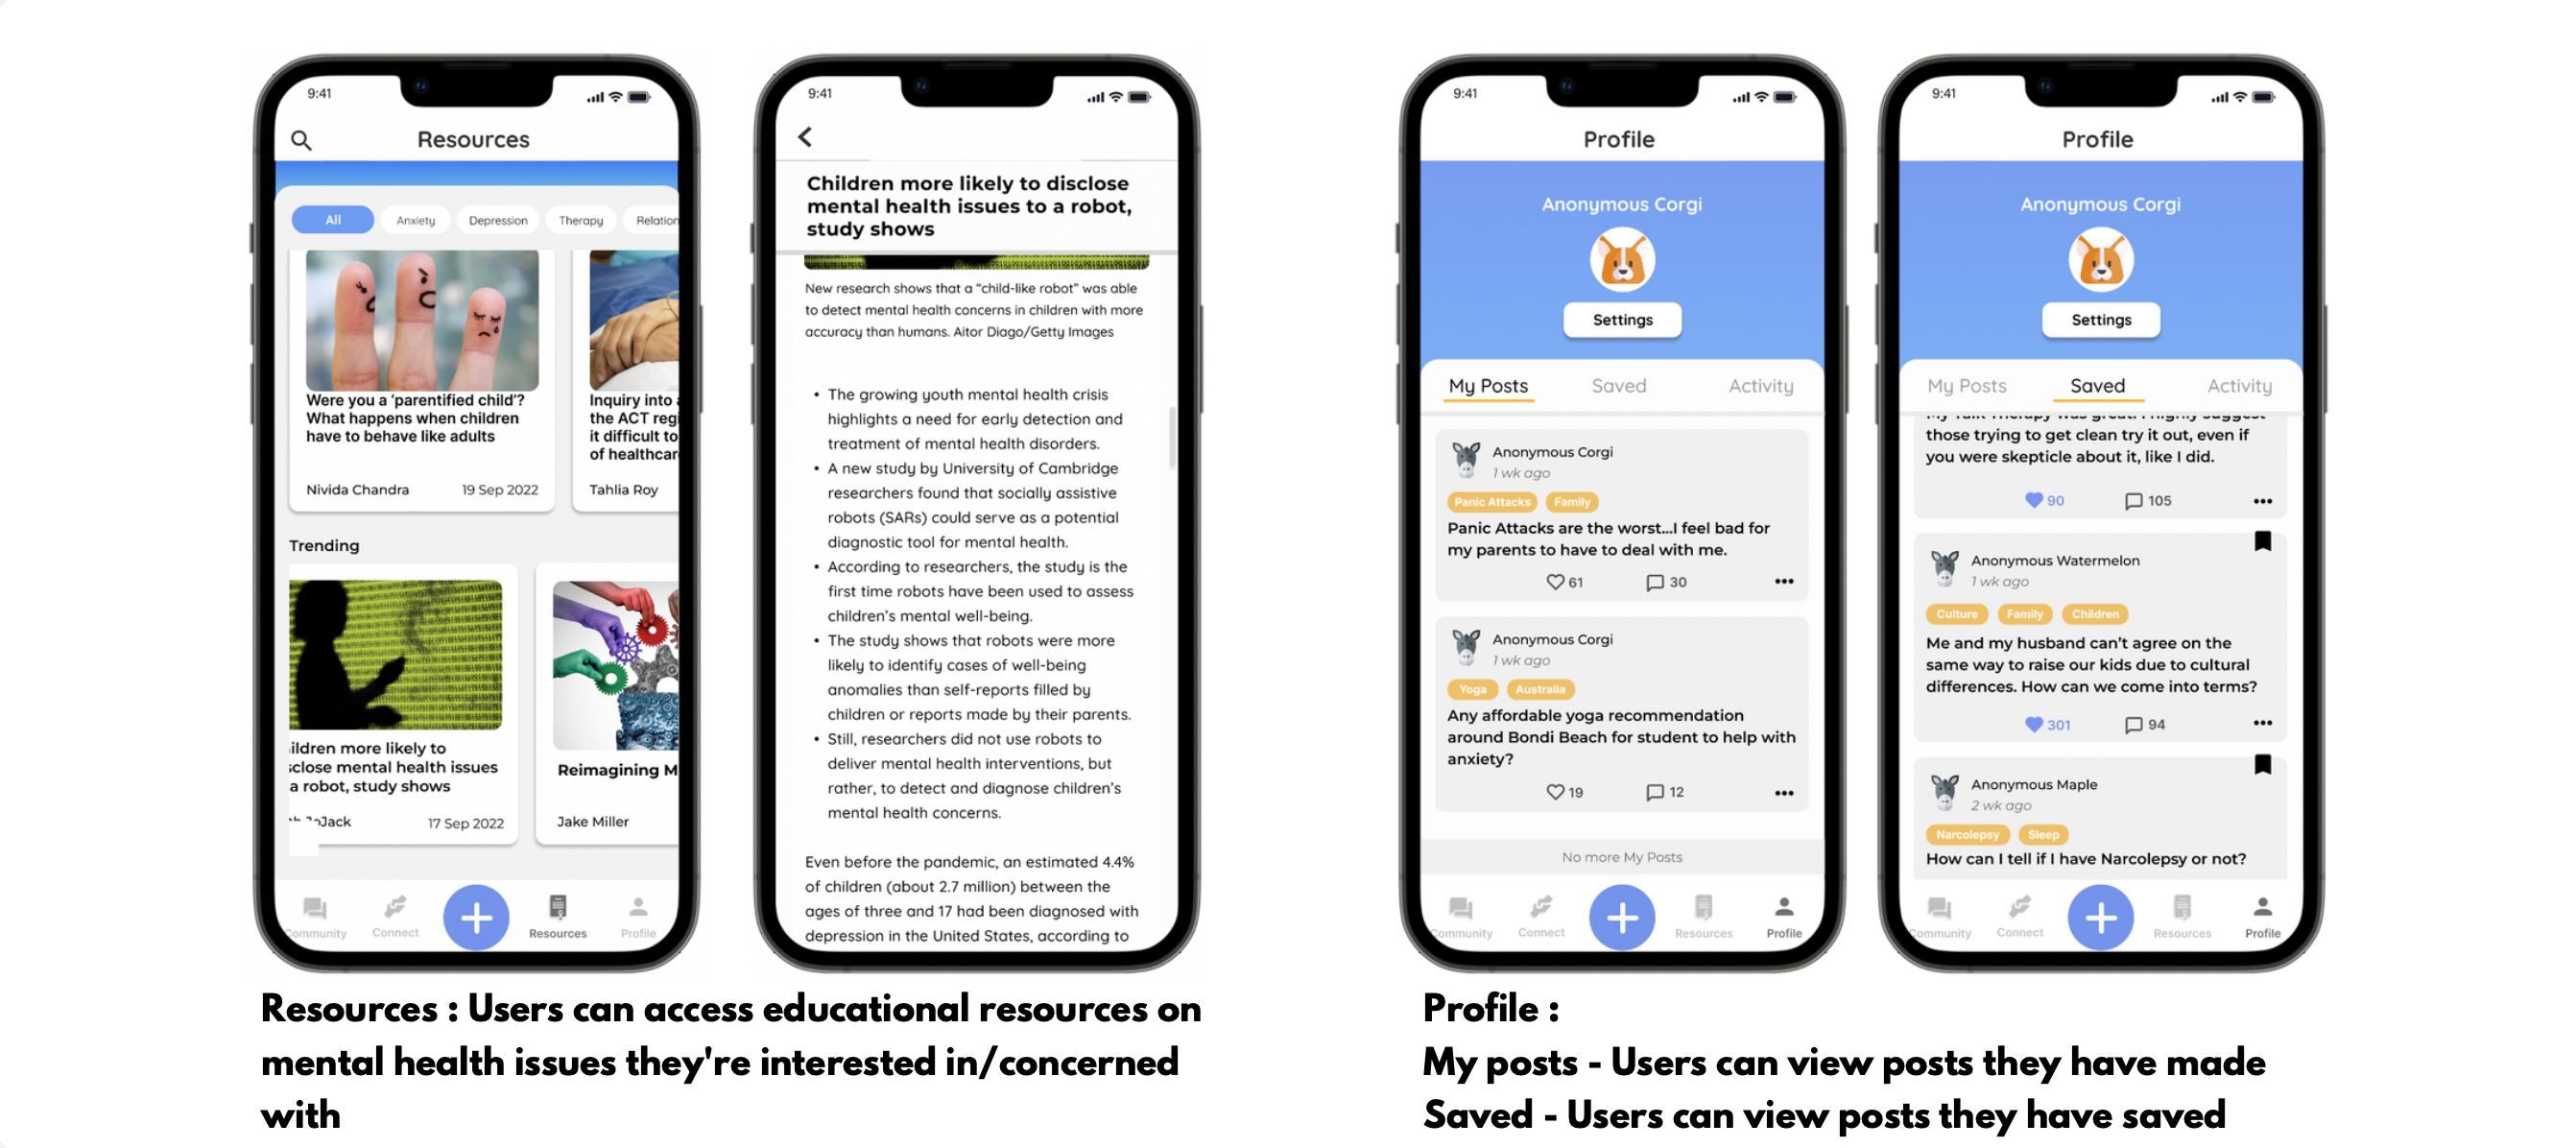 9:41
Resources
All
Anxiety
Depression
Therapy
Relation
Were you a ‘parentified child’?
What happens when children
have to behave like adults
Nivida Chandra
19 Sep 2022
Inquiry into
the ACT regi
it difficult to
of healthcar
Tahlia Roy
Trending
ildren more likely to
close mental health issues
a robot, study shows
JoJack
17 Sep 2022
Reimagining M
Jake Miller
Community
Connect
Resources
Profile
9:41
Children more likely to disclose
mental health issues to a robot,
study shows
New research shows that a “child-like robot” was able
to detect mental health concerns in children with more
accuracy than humans. Aitor Diago/Getty Images
• The growing youth mental health crisis
highlights a need for early detection and
treatment of mental health disorders.
• A new study by University of Cambridge
researchers found that socially assistive
robots (SARs) could serve as a potential
diagnostic tool for mental health.
• According to researchers, the study is the
first time robots have been used to assess
children’s mental well-being.
• The study shows that robots were more
likely to identify cases of well-being
anomalies than self-reports filled by
children or reports made by their parents.
• Still, researchers did not use robots to
deliver mental health interventions, but
rather, to detect and diagnose children’s
mental health concerns.
Even before the pandemic, an estimated 4.4%
of children (about 2.7 million) between the
ages of three and 17 had been diagnosed with
depression in the United States, according to
Resources : Users can access educational resources on
mental health issues they're interested in/concerned
with
9:41
Profile
Anonymous Corgi
Settings
My Posts
Saved
Activity
Anonymous Corgi
1 wk ago
Panic Attacks
Family
Panic Attacks are the worst...I feel bad for
my parents to have to deal with me.
61
30
Anonymous Corgi
1 wk ago
Yoga
Australia
Any affordable yoga recommendation
around Bondi Beach for student to help with
anxiety?
19
12
No more My Posts
Community
Connect
Resources
Profile
9:41
Profile
Anonymous Corgi
Settings
My Posts
Saved
Activity
My Talk Therapy was great! I highly suggest
those trying to get clean try it out, even if
you were skepticle about it, like I did.
90
105
Anonymous Watermelon
1 wk ago
Culture
Family
Children
Me and my husband can’t agree on the
same way to raise our kids due to cultural
differences. How can we come into terms?
301
94
Anonymous Maple
2 wk ago
Narcolepsy
Sleep
How can I tell if I have Narcolepsy or not?
Community
Connect
Resources
Profile
Profile :
My posts - Users can view posts they have made
Saved - Users can view posts they have saved